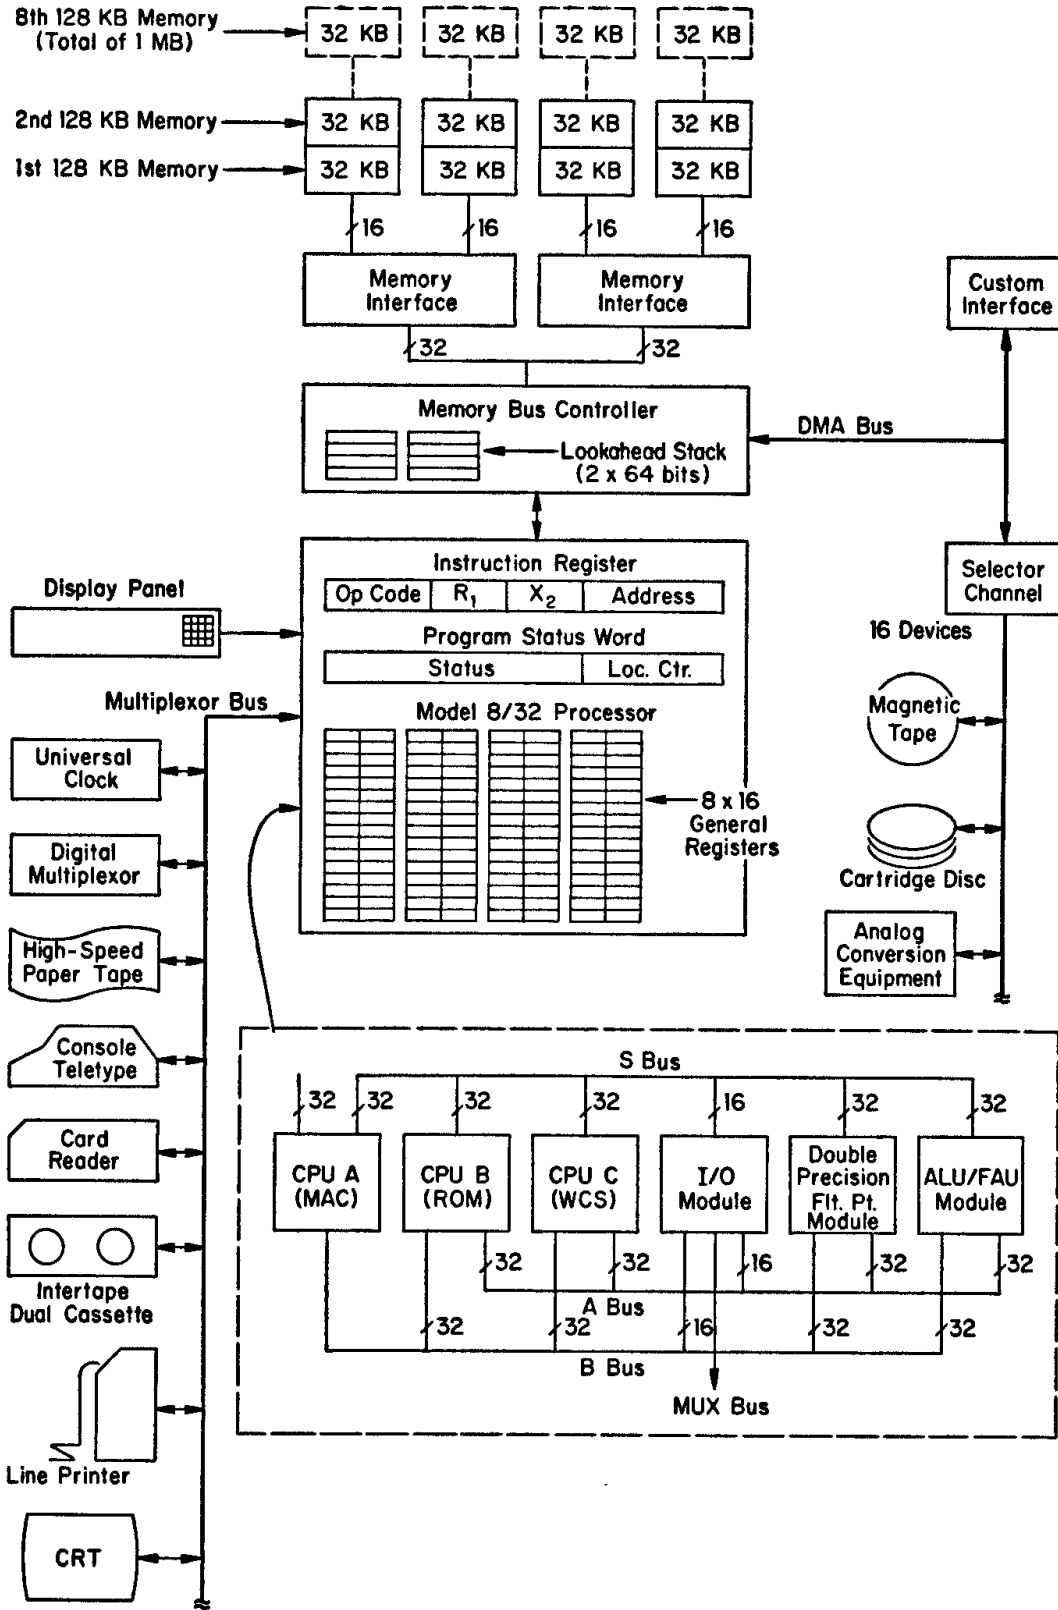 8th 128 KB Memory
(Total of 1 MB)
32 KB
32 KB
32 KB
32 KB
2nd 128 KB Memory
32 KB
32 KB
32 KB
32 KB
1st 128 KB Memory
32 KB
32 KB
32 KB
32 KB
16
16
16
16
Memory
Interface
Memory
Interface
Custom
Interface
32
32
Memory Bus Controller
Lookahead Stack
(2 x 64 bits)
DMA Bus
Instruction Register
Op Code
R1
X2
Address
Program Status Word
Status
Loc. Ctr.
Model 8/32 Processor
8 x 16
General
Registers
Display Panel
Multiplexor Bus
Selector
Channel
16 Devices
Magnetic
Tape
Cartridge Disc
Analog
Conversion
Equipment
Universal
Clock
Digital
Multiplexor
High-Speed
Paper Tape
Console
Teletype
Card
Reader
Intertape
Dual Cassette
Line Printer
CRT
S Bus
32
32
32
32
16
32
32
CPU A
(MAC)
CPU B
(ROM)
CPU C
(WCS)
I/O
Module
Double
Precision
Flt. Pt.
Module
ALU/FAU
Module
32
32
16
32
32
A Bus
32
32
16
32
32
B Bus
MUX Bus